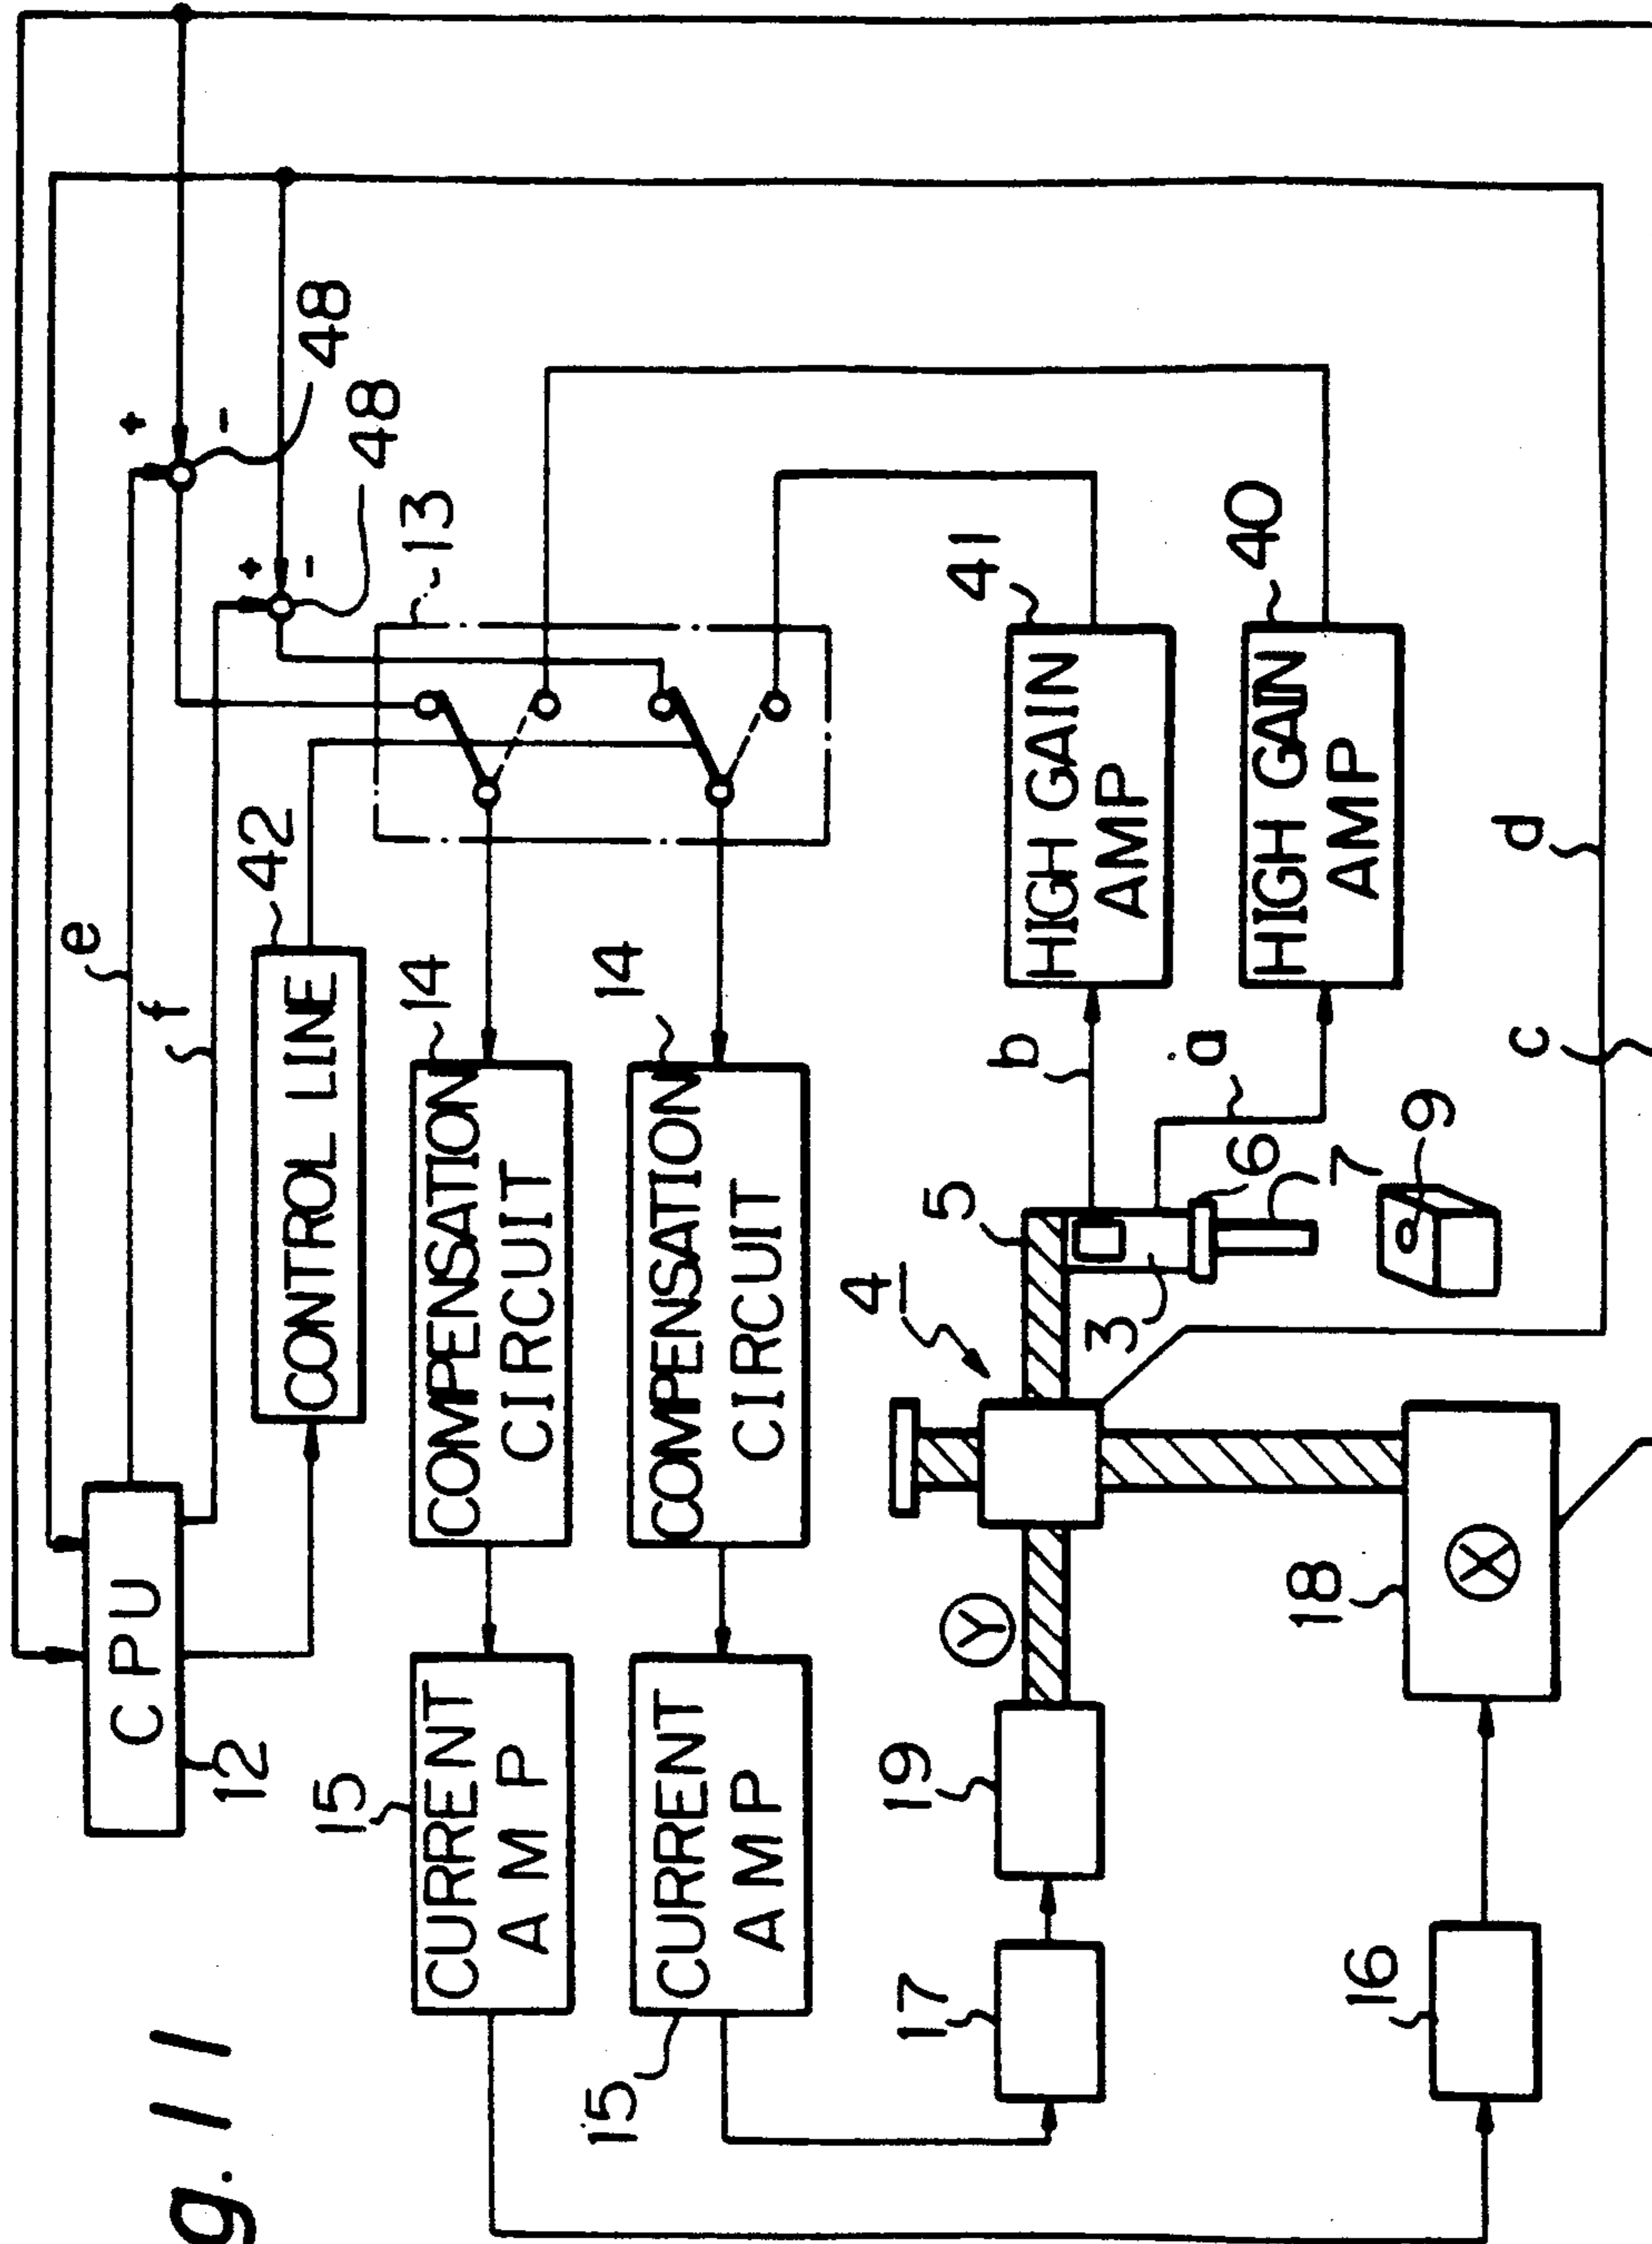 g. 11
CPU
12
e
f
CONTROL LINE
42
+
-
48
+
-
48
13
15
CURRENT
AMP
COMPENSATION
CIRCUIT
14
15
CURRENT
AMP
COMPENSATION
CIRCUIT
14
17
19
Y
4
5
3
6
7
9
b
a
HIGH GAIN
AMP
41
HIGH GAIN
AMP
40
16
18
X
c
d